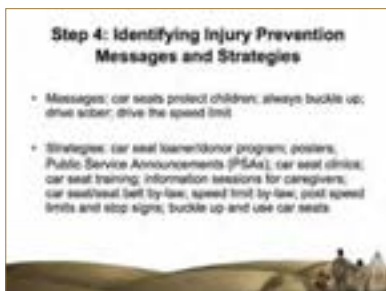 Step 4: Identifying Injury Prevention
Messages and Strategies
• Messages: car seats protect children; always buckle up;
drive sober; drive the speed limit
• Strategies: car seat loaner/donor program; posters;
Public Service Announcements (PSAs); car seat clinics;
car seat training; information sessions for caregivers;
car seat/seat belt by-law; speed limit by-law; post speed
limits and stop signs; buckle up and use car seats